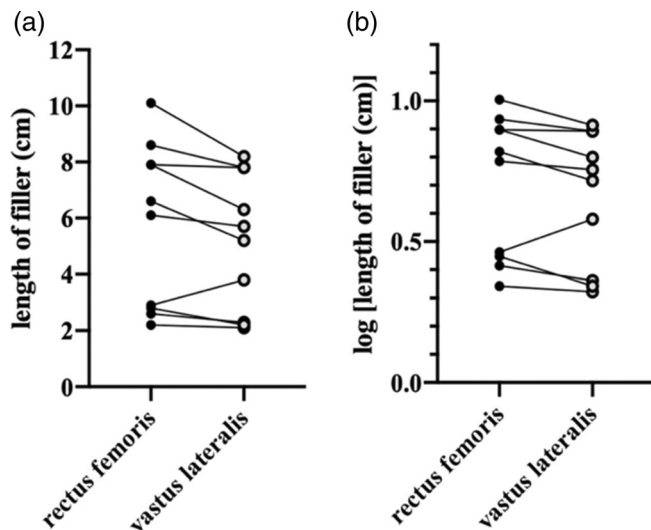 (a)
length of filler (cm)
12
10
8
6
4
2
0
rectus femoris
vastus lateralis
(b)
log [length of filler (cm)]
1.0
0.5
0.0
rectus femoris
vastus lateralis